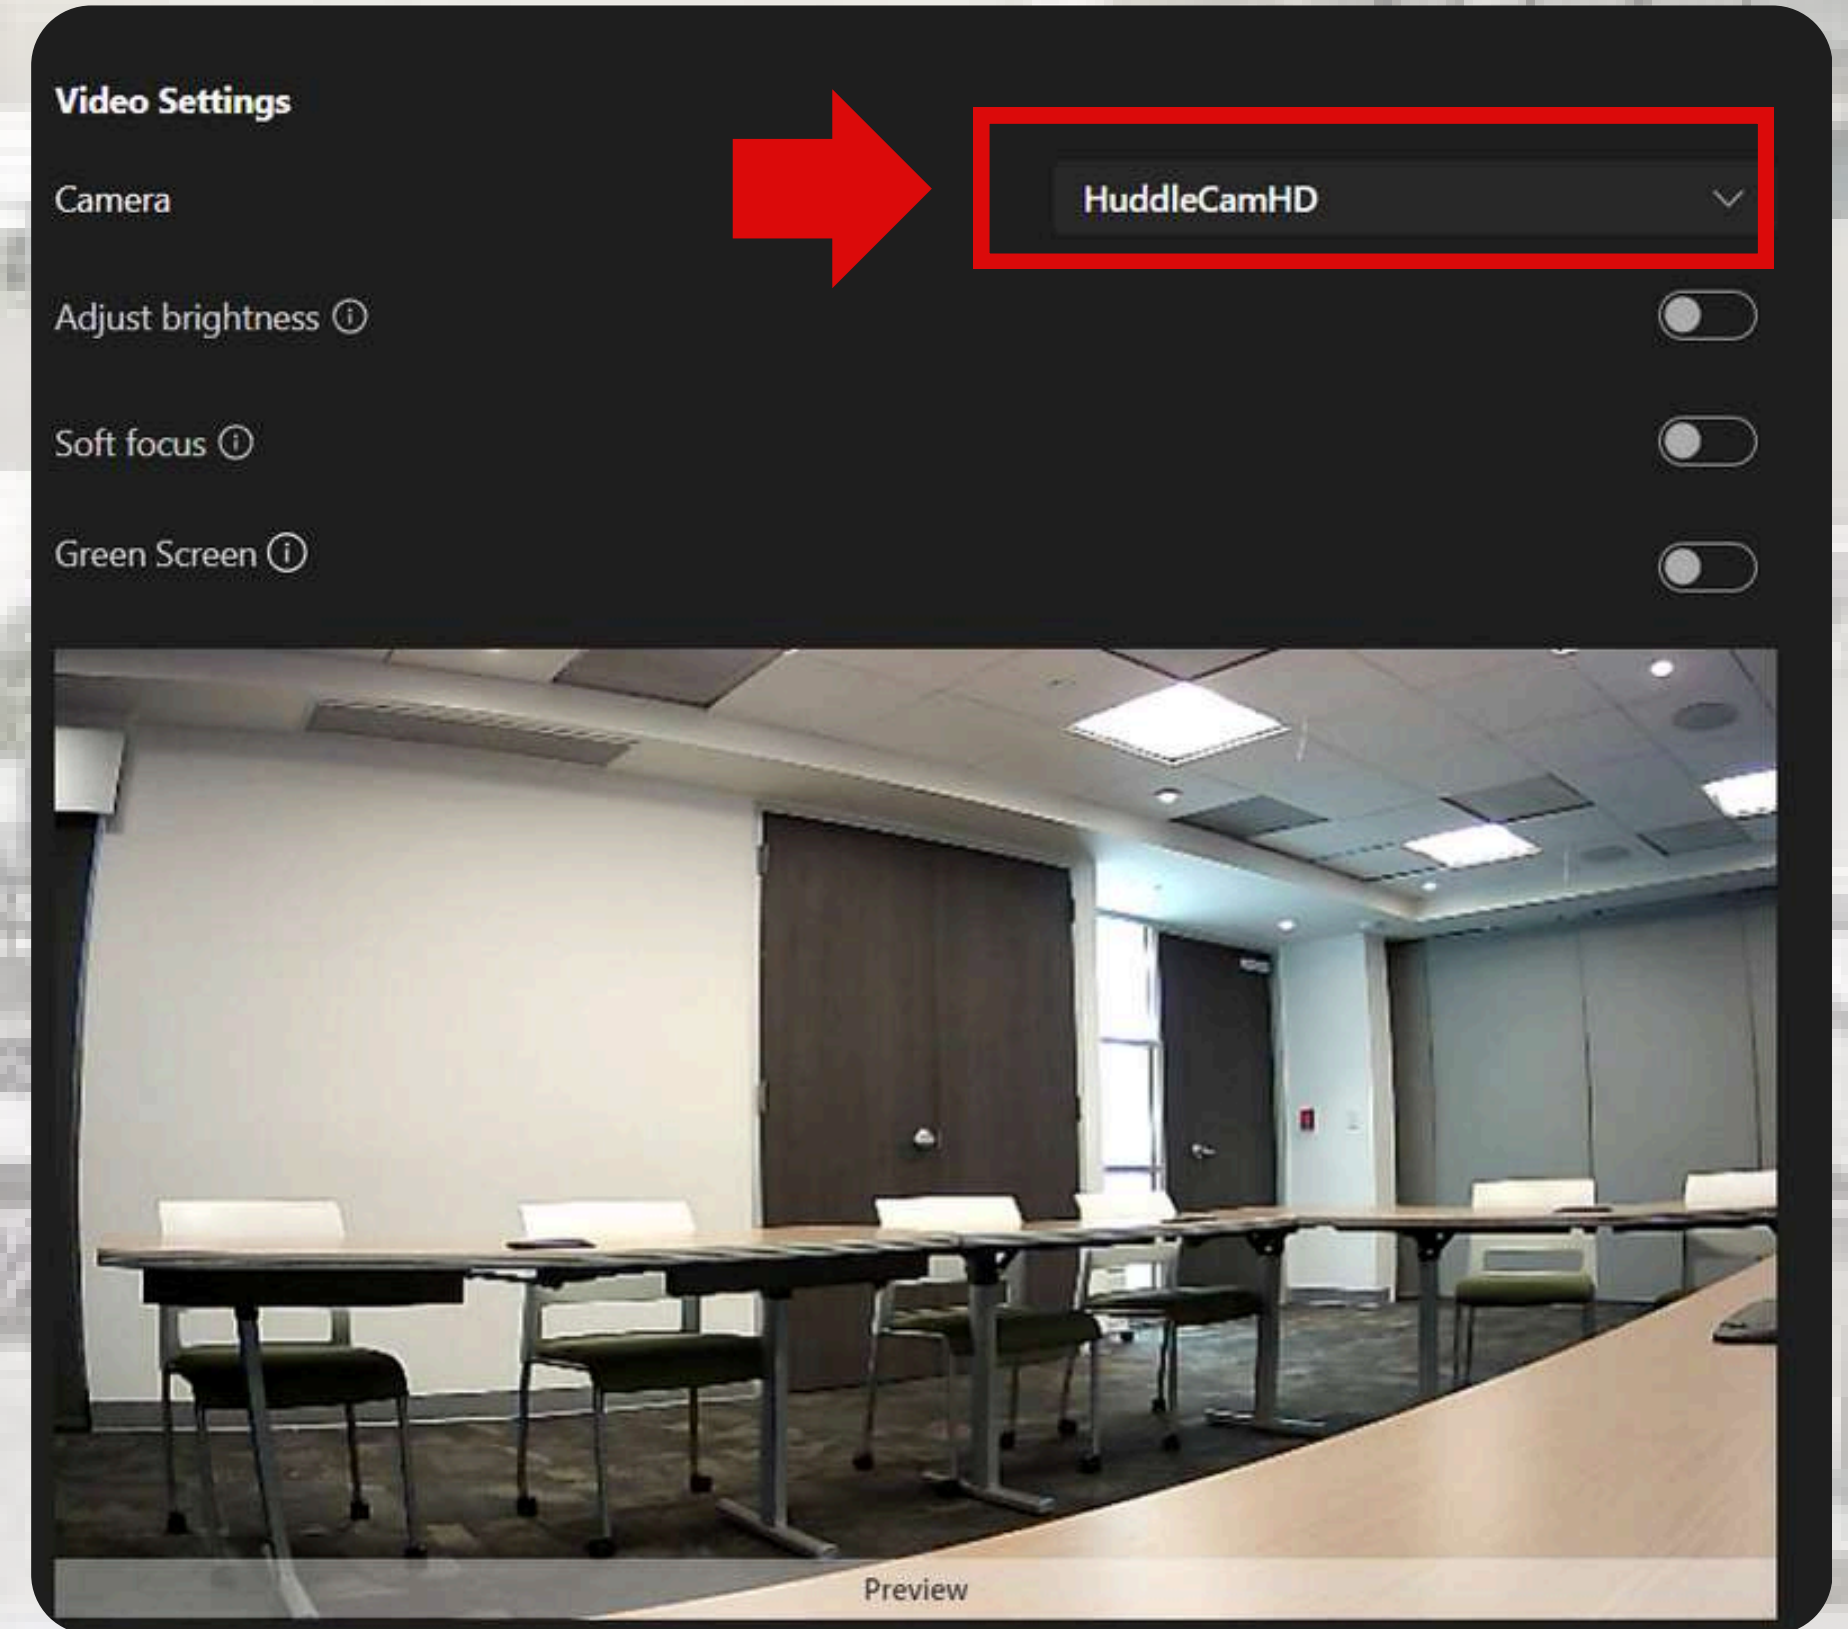 Video Settings
Camera
HuddleCamHD
Adjust brightness
Soft focus
Green Screen
Preview